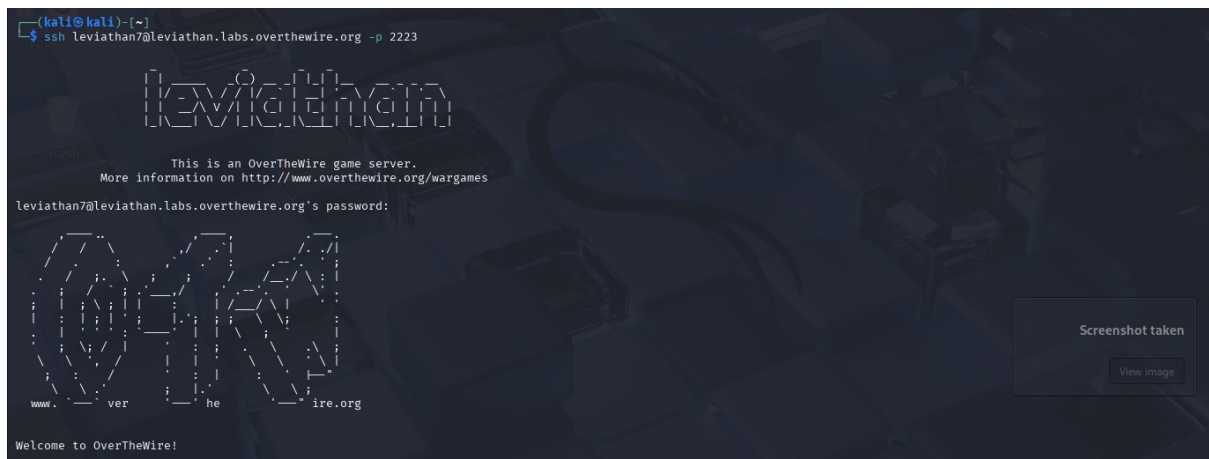 (kali㉿kali)-[~]
$ ssh leviathan7@leviathan.labs.overthewire.org -p 2223
leviathan
This is an OverTheWire game server.
More information on http://www.overthewire.org/wargames
leviathan7@leviathan.labs.overthewire.org's password:
www. ver he ire.org
Screenshot taken
View image
Welcome to OverTheWire!